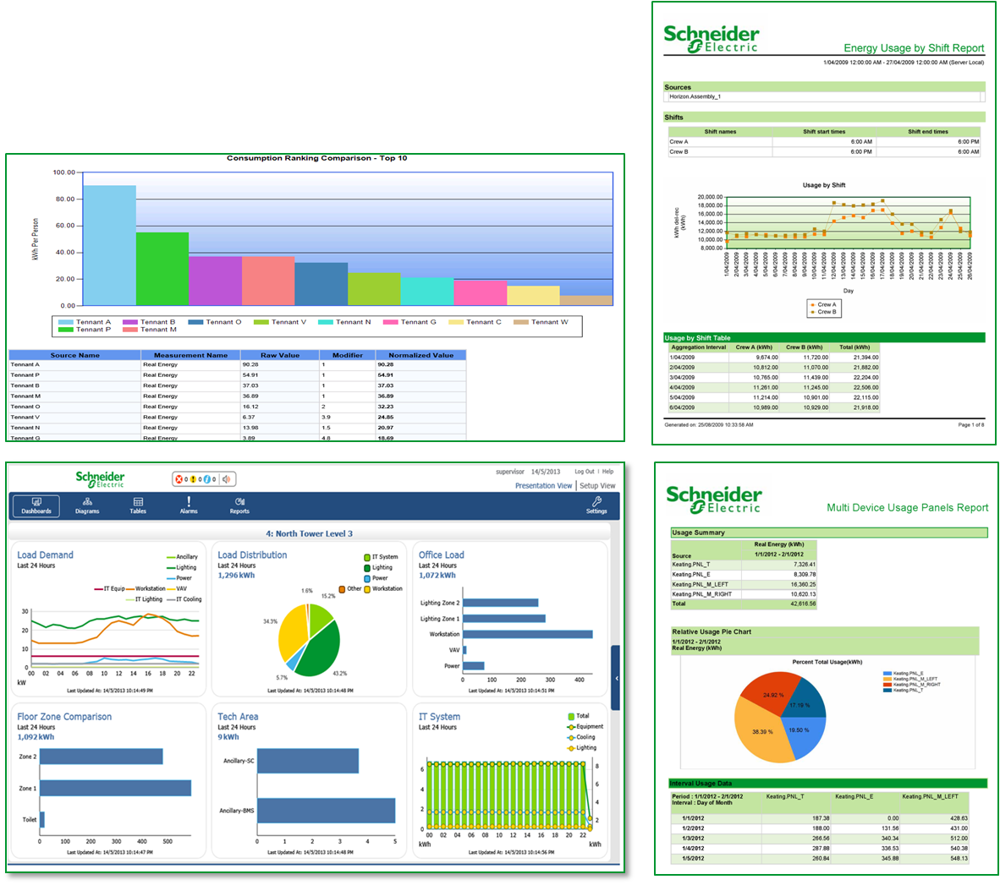 Consumption Ranking Comparison - Top 10
100.00
80.00
60.00
40.00
20.00
0.00
kWh Per Person
Tennant A Tennant B Tennant O Tennant V Tennant N Tennant G Tennant C Tennant W
Tennant P Tennant M
Source Name Measurement Name Raw Value Modifier Normalized Value
Tennant A Real Energy 90.28 1 90.28
Tennant P Real Energy 54.91 1 54.91
Tennant B Real Energy 37.03 1 37.03
Tennant M Real Energy 36.89 1 36.89
Tennant O Real Energy 16.12 2 32.23
Tennant V Real Energy 6.37 3.9 24.85
Tennant N Real Energy 13.98 1.5 20.97
Tennant G Real Energy 3.89 4.8 18.69
Schneider
Electric
Energy Usage by Shift Report
1/04/2009 12:00:00 AM - 27/04/2009 12:00:00 AM (Server Local)
Sources
Horizon.Assembly_1
Shifts
Shift names Shift start times Shift end times
Crew A 6:00 AM 6:00 PM
Crew B 6:00 PM 6:00 AM
Usage by Shift
20,000.00
18,000.00
16,000.00
14,000.00
12,000.00
10,000.00
8,000.00
kWh del-rec
(kWh)
1/04/2009 2/04/2009 3/04/2009 4/04/2009 5/04/2009 6/04/2009 7/04/2009 8/04/2009 9/04/2009 10/04/2009 11/04/2009 12/04/2009 13/04/2009 14/04/2009 15/04/2009 16/04/2009 17/04/2009 18/04/2009 19/04/2009 20/04/2009 21/04/2009 22/04/2009 23/04/2009 24/04/2009 25/04/2009 26/04/2009
Day
Crew A
Crew B
Usage by Shift Table
Aggregation Interval Crew A (kWh) Crew B (kWh) Total (kWh)
1/04/2009 9,674.00 11,720.00 21,394.00
2/04/2009 10,812.00 11,070.00 21,882.00
3/04/2009 10,765.00 11,439.00 22,204.00
4/04/2009 11,261.00 11,245.00 22,506.00
5/04/2009 11,214.00 10,901.00 22,115.00
6/04/2009 10,989.00 10,929.00 21,918.00
Generated on: 25/08/2009 10:33:58 AM Page 1 of 8
Schneider
Electric
0 0 0
supervisor 14/5/2013 Log Out | Help
Presentation View | Setup View
Dashboards Diagrams Tables Alarms Reports Settings
4: North Tower Level 3
Load Demand
Last 24 Hours
Ancillary
Lighting
Power
IT Equip Workstation VAV
IT Lighting IT Cooling
30
20
10
0
00 02 04 06 08 10 12 14 16 18 20 22
kW
Last Updated At: 14/5/2013 10:14:49 PM
Load Distribution
Last 24 Hours
1,296 kWh
IT System
Lighting
Power
Other Workstation
1.6%
15.2%
34.3%
5.7%
43.2%
Last Updated At: 14/5/2013 10:14:48 PM
Office Load
Last 24 Hours
1,072 kWh
Lighting Zone 2
Lighting Zone 1
Workstation
VAV
Power
0 100 200 300 400
Last Updated At: 14/5/2013 10:14:51 PM
Floor Zone Comparison
Last 24 Hours
1,092 kWh
Zone 2
Zone 1
Toilet
0 100 200 300 400 500
Last Updated At: 14/5/2013 10:14:47 PM
Tech Area
Last 24 Hours
9 kWh
Ancillary-SC
Ancillary-BMS
0 1 2 3 4 5
Last Updated At: 14/5/2013 10:14:48 PM
IT System
Last 24 Hours
Total
Equipment
Cooling
Lighting
6
4
2
0
8
6
4
2
00 02 04 06 08 10 12 14 16 18 20 22
kWh kWh
Last Updated At: 14/5/2013 10:14:56 PM
Schneider
Electric
Multi Device Usage Panels Report
Usage Summary
Real Energy (kWh)
Source 1/1/2012 - 2/1/2012
Keating.PNL_T 7,326.41
Keating.PNL_E 8,309.78
Keating.PNL_M_LEFT 16,360.25
Keating.PNL_M_RIGHT 10,620.13
Total 42,616.56
Relative Usage Pie Chart
1/1/2012 - 2/1/2012
Real Energy (kWh)
Percent Total Usage(kWh)
24.92 %
17.19 %
38.39 %
19.50 %
Keating.PNL_E
Keating.PNL_M_LEFT
Keating.PNL_M_RIGHT
Keating.PNL_T
Interval Usage Data
Period : 1/1/2012 - 2/1/2012 Keating.PNL_T Keating.PNL_E Keating.PNL_M_LEFT
Interval : Day of Month
1/1/2012 187.38 0.00 428.63
1/2/2012 188.00 131.56 431.00
1/3/2012 266.56 340.34 512.00
1/4/2012 287.88 336.53 540.38
1/5/2012 260.84 345.88 548.13